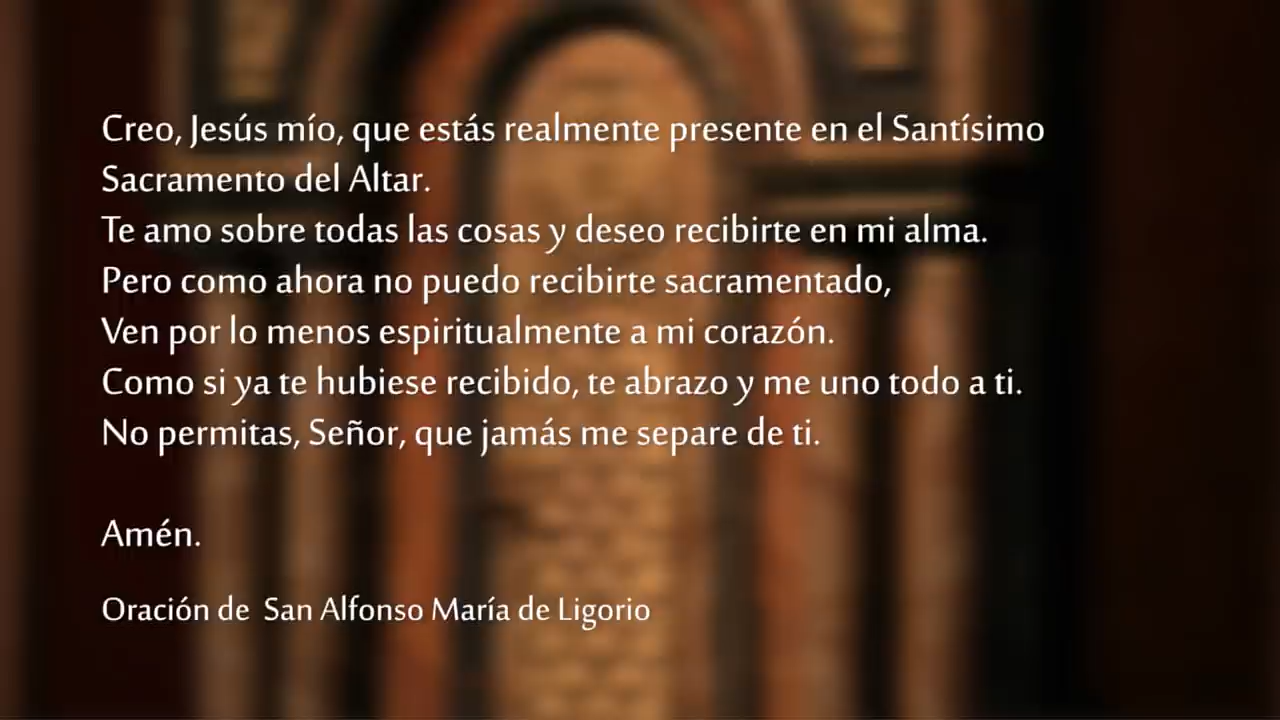 Creo, Jesús mío, que estás realmente presente en el Santísimo
Sacramento del Altar.
Te amo sobre todas las cosas y deseo recibirte en mi alma.
Pero como ahora no puedo recibirte sacramentado,
Ven por lo menos espiritualmente a mi corazón.
Como si ya te hubiese recibido, te abrazo y me uno todo a ti.
No permitas, Señor, que jamás me separe de ti.
Amén.
Oración de San Alfonso María de Ligorio